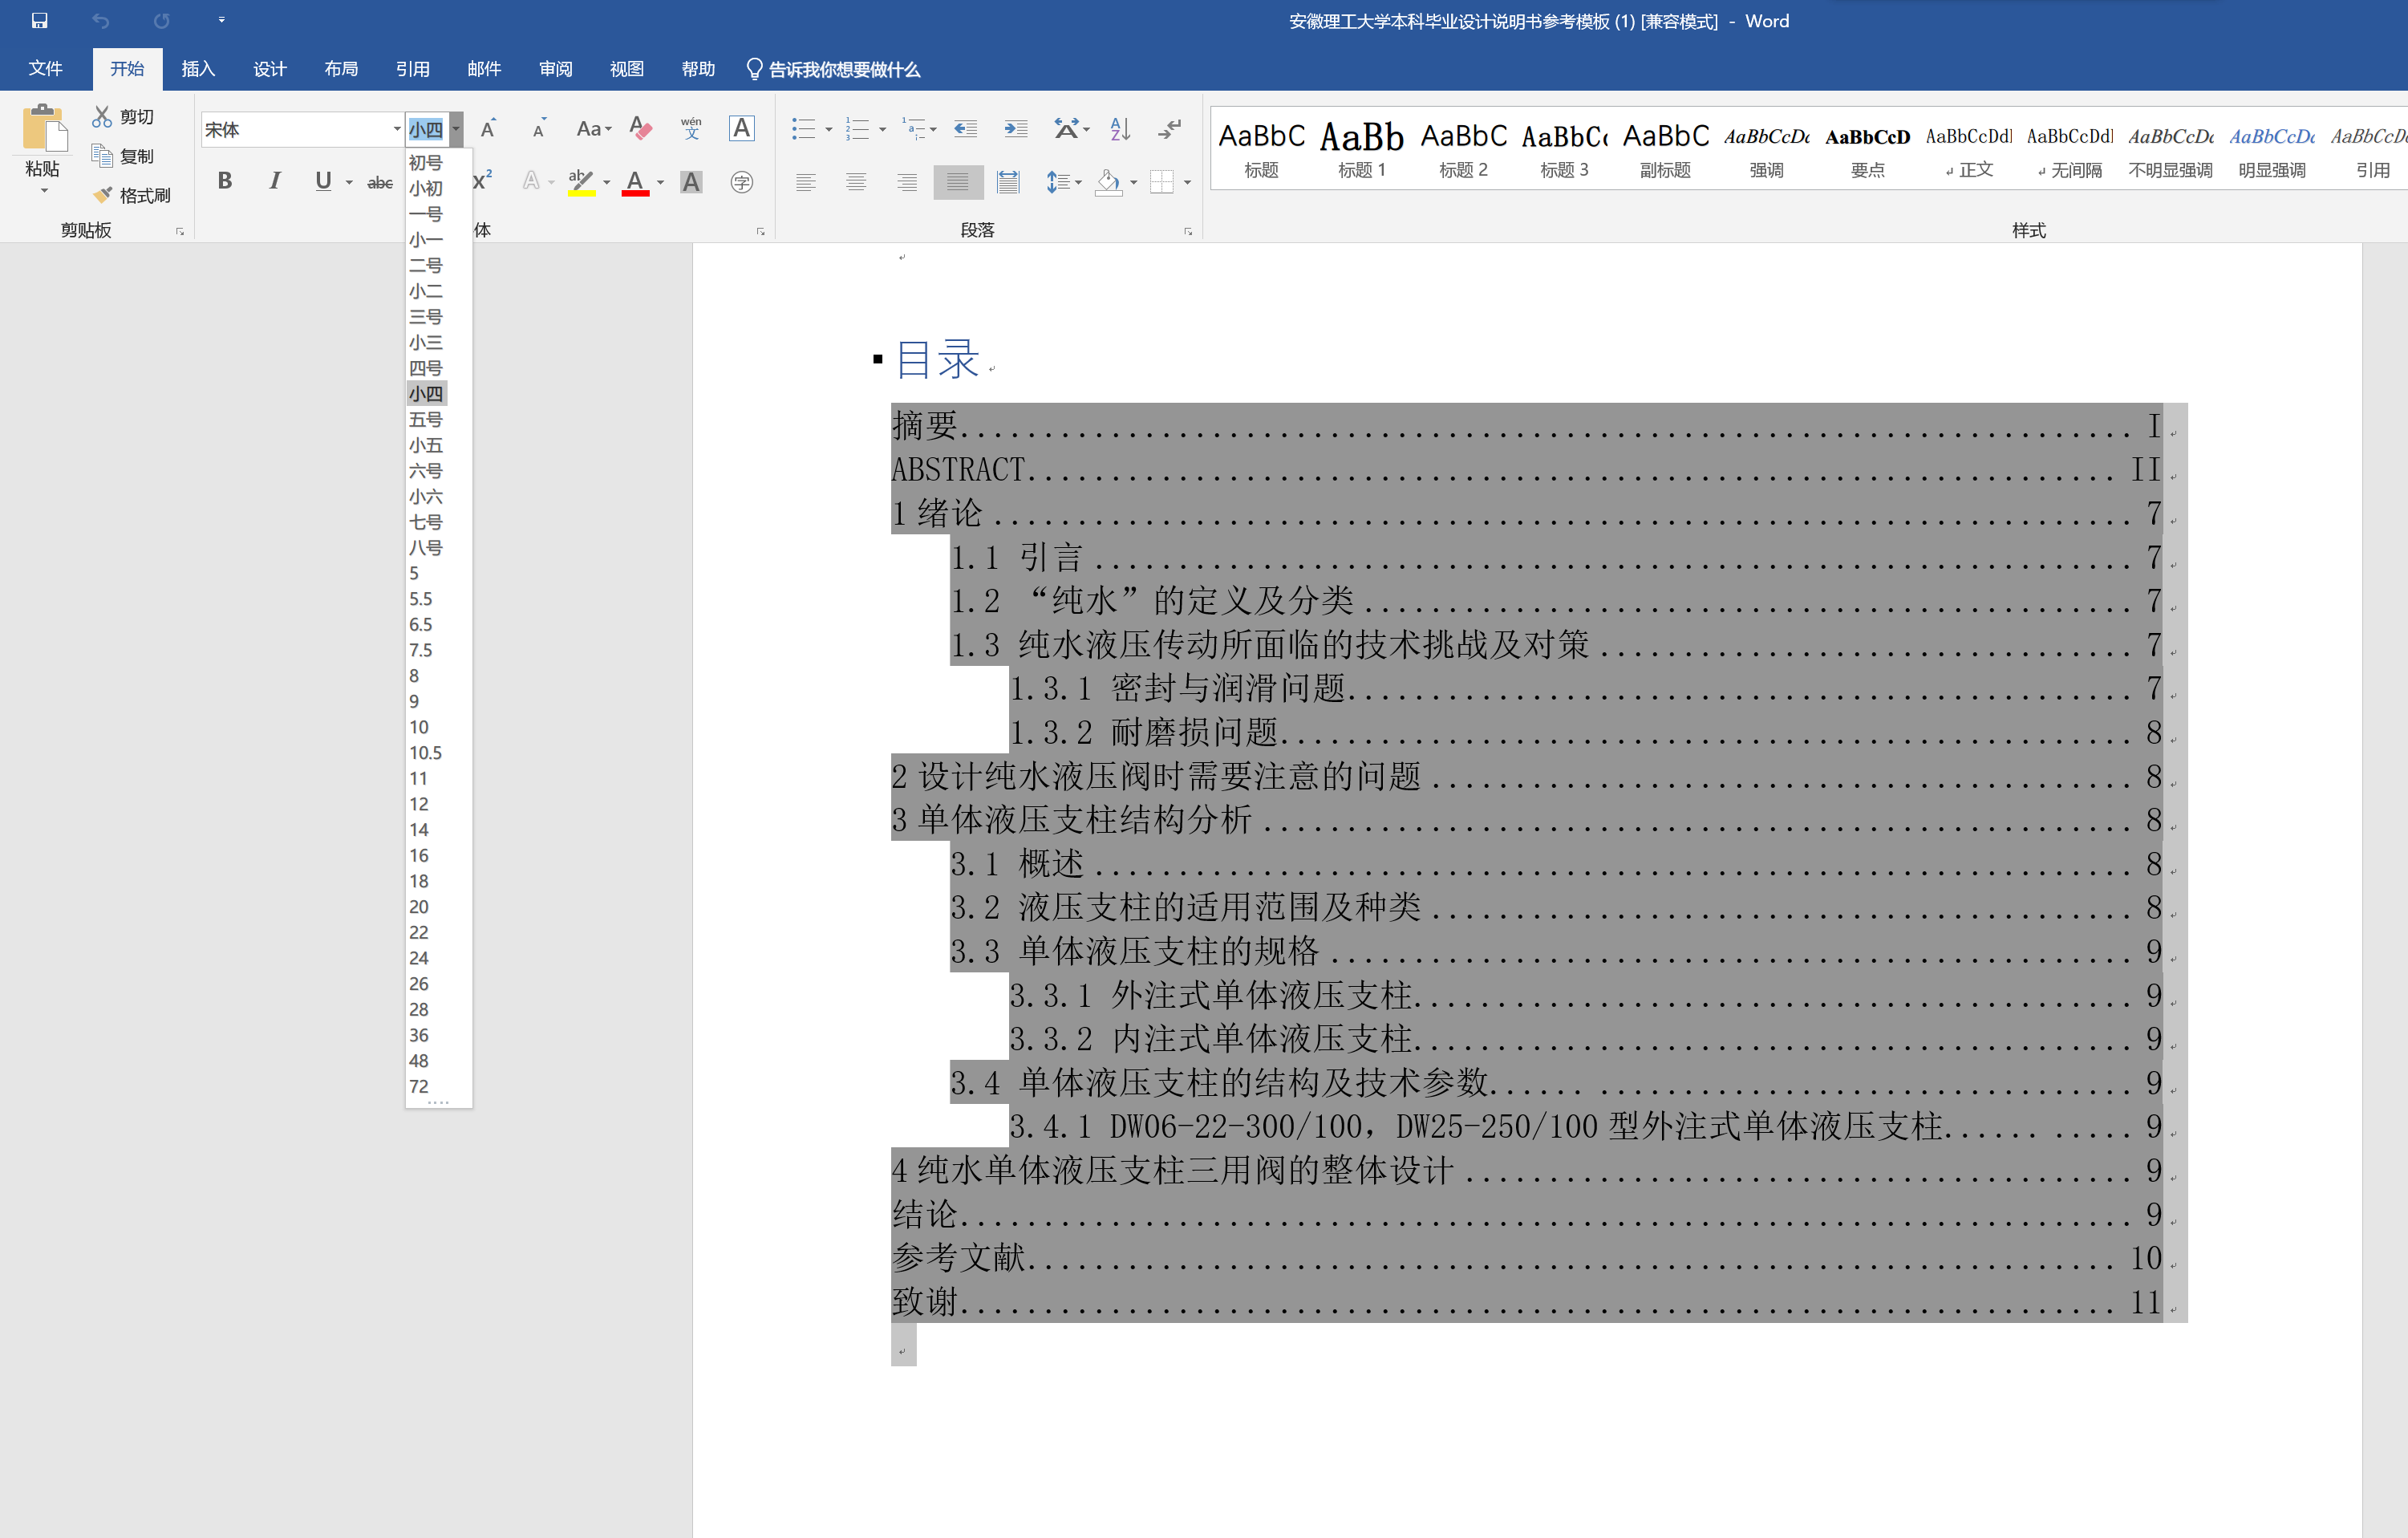 安徽理工大学本科毕业设计说明书参考模板 (1) [兼容模式] - Word
文件 开始 插入 设计 布局 引用 邮件 审阅 视图 帮助 告诉我你想要做什么
粘贴
剪切
复制
格式刷
剪贴板
宋体 小四
体
段落
AaBbC 标题
AaBb 标题 1
AaBbC 标题 2
AaBbC 标题 3
AaBbC 副标题
AaBbCcDd 强调
AaBbCcD 要点
AaBbCcDdI 正文
AaBbCcDdI 无间隔
AaBbCcDd 不明显强调
AaBbCcDd 明显强调
AaBbCcDd 引用
样式
初号
小初
一号
小一
二号
小二
三号
小三
四号
小四
五号
小五
六号
小六
七号
八号
5
5.5
6.5
7.5
8
9
10
10.5
11
12
14
16
18
20
22
24
26
28
36
48
72
目录
摘要 I
ABSTRACT II
1 绪论 7
1.1 引言 7
1.2 “纯水”的定义及分类 7
1.3 纯水液压传动所面临的技术挑战及对策 7
1.3.1 密封与润滑问题 7
1.3.2 耐磨损问题 8
2 设计纯水液压阀时需要注意的问题 8
3 单体液压支柱结构分析 8
3.1 概述 8
3.2 液压支柱的适用范围及种类 8
3.3 单体液压支柱的规格 9
3.3.1 外注式单体液压支柱 9
3.3.2 内注式单体液压支柱 9
3.4 单体液压支柱的结构及技术参数 9
3.4.1 DW06-22-300/100，DW25-250/100 型外注式单体液压支柱 9
4 纯水单体液压支柱三用阀的整体设计 9
结论 9
参考文献 10
致谢 11